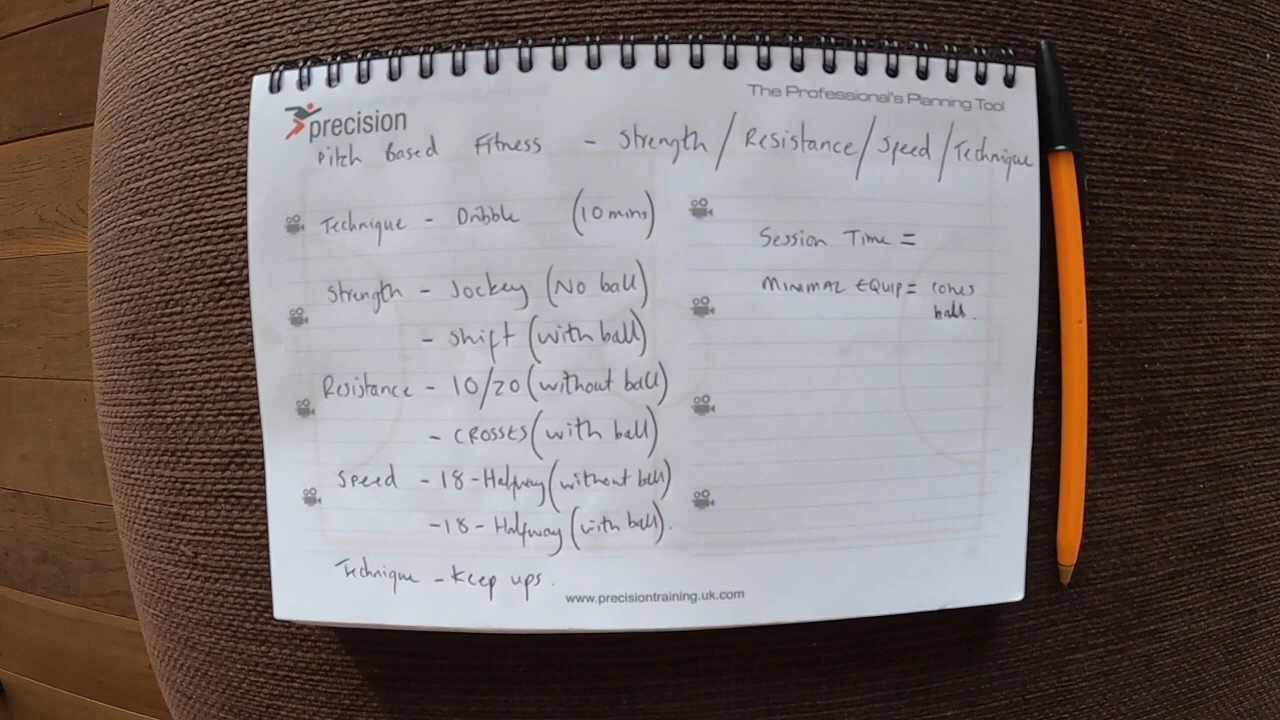 The Professional's Planning Tool
precision
Pitch Based Fitness - Strength / Resistance / Speed / Technique
Technique - Dribble (10 mins)
Strength - Jockey (No ball)
- Shift (with ball)
Resistance - 10/20 (without ball)
- CROSSES (with ball)
Speed - 18 - Halfway (without ball)
- 18 - Halfway (with ball).
Technique - Keep ups.
Session Time =
MINIMAL EQUIP = cones
ball.
www.precisiontraining.uk.com